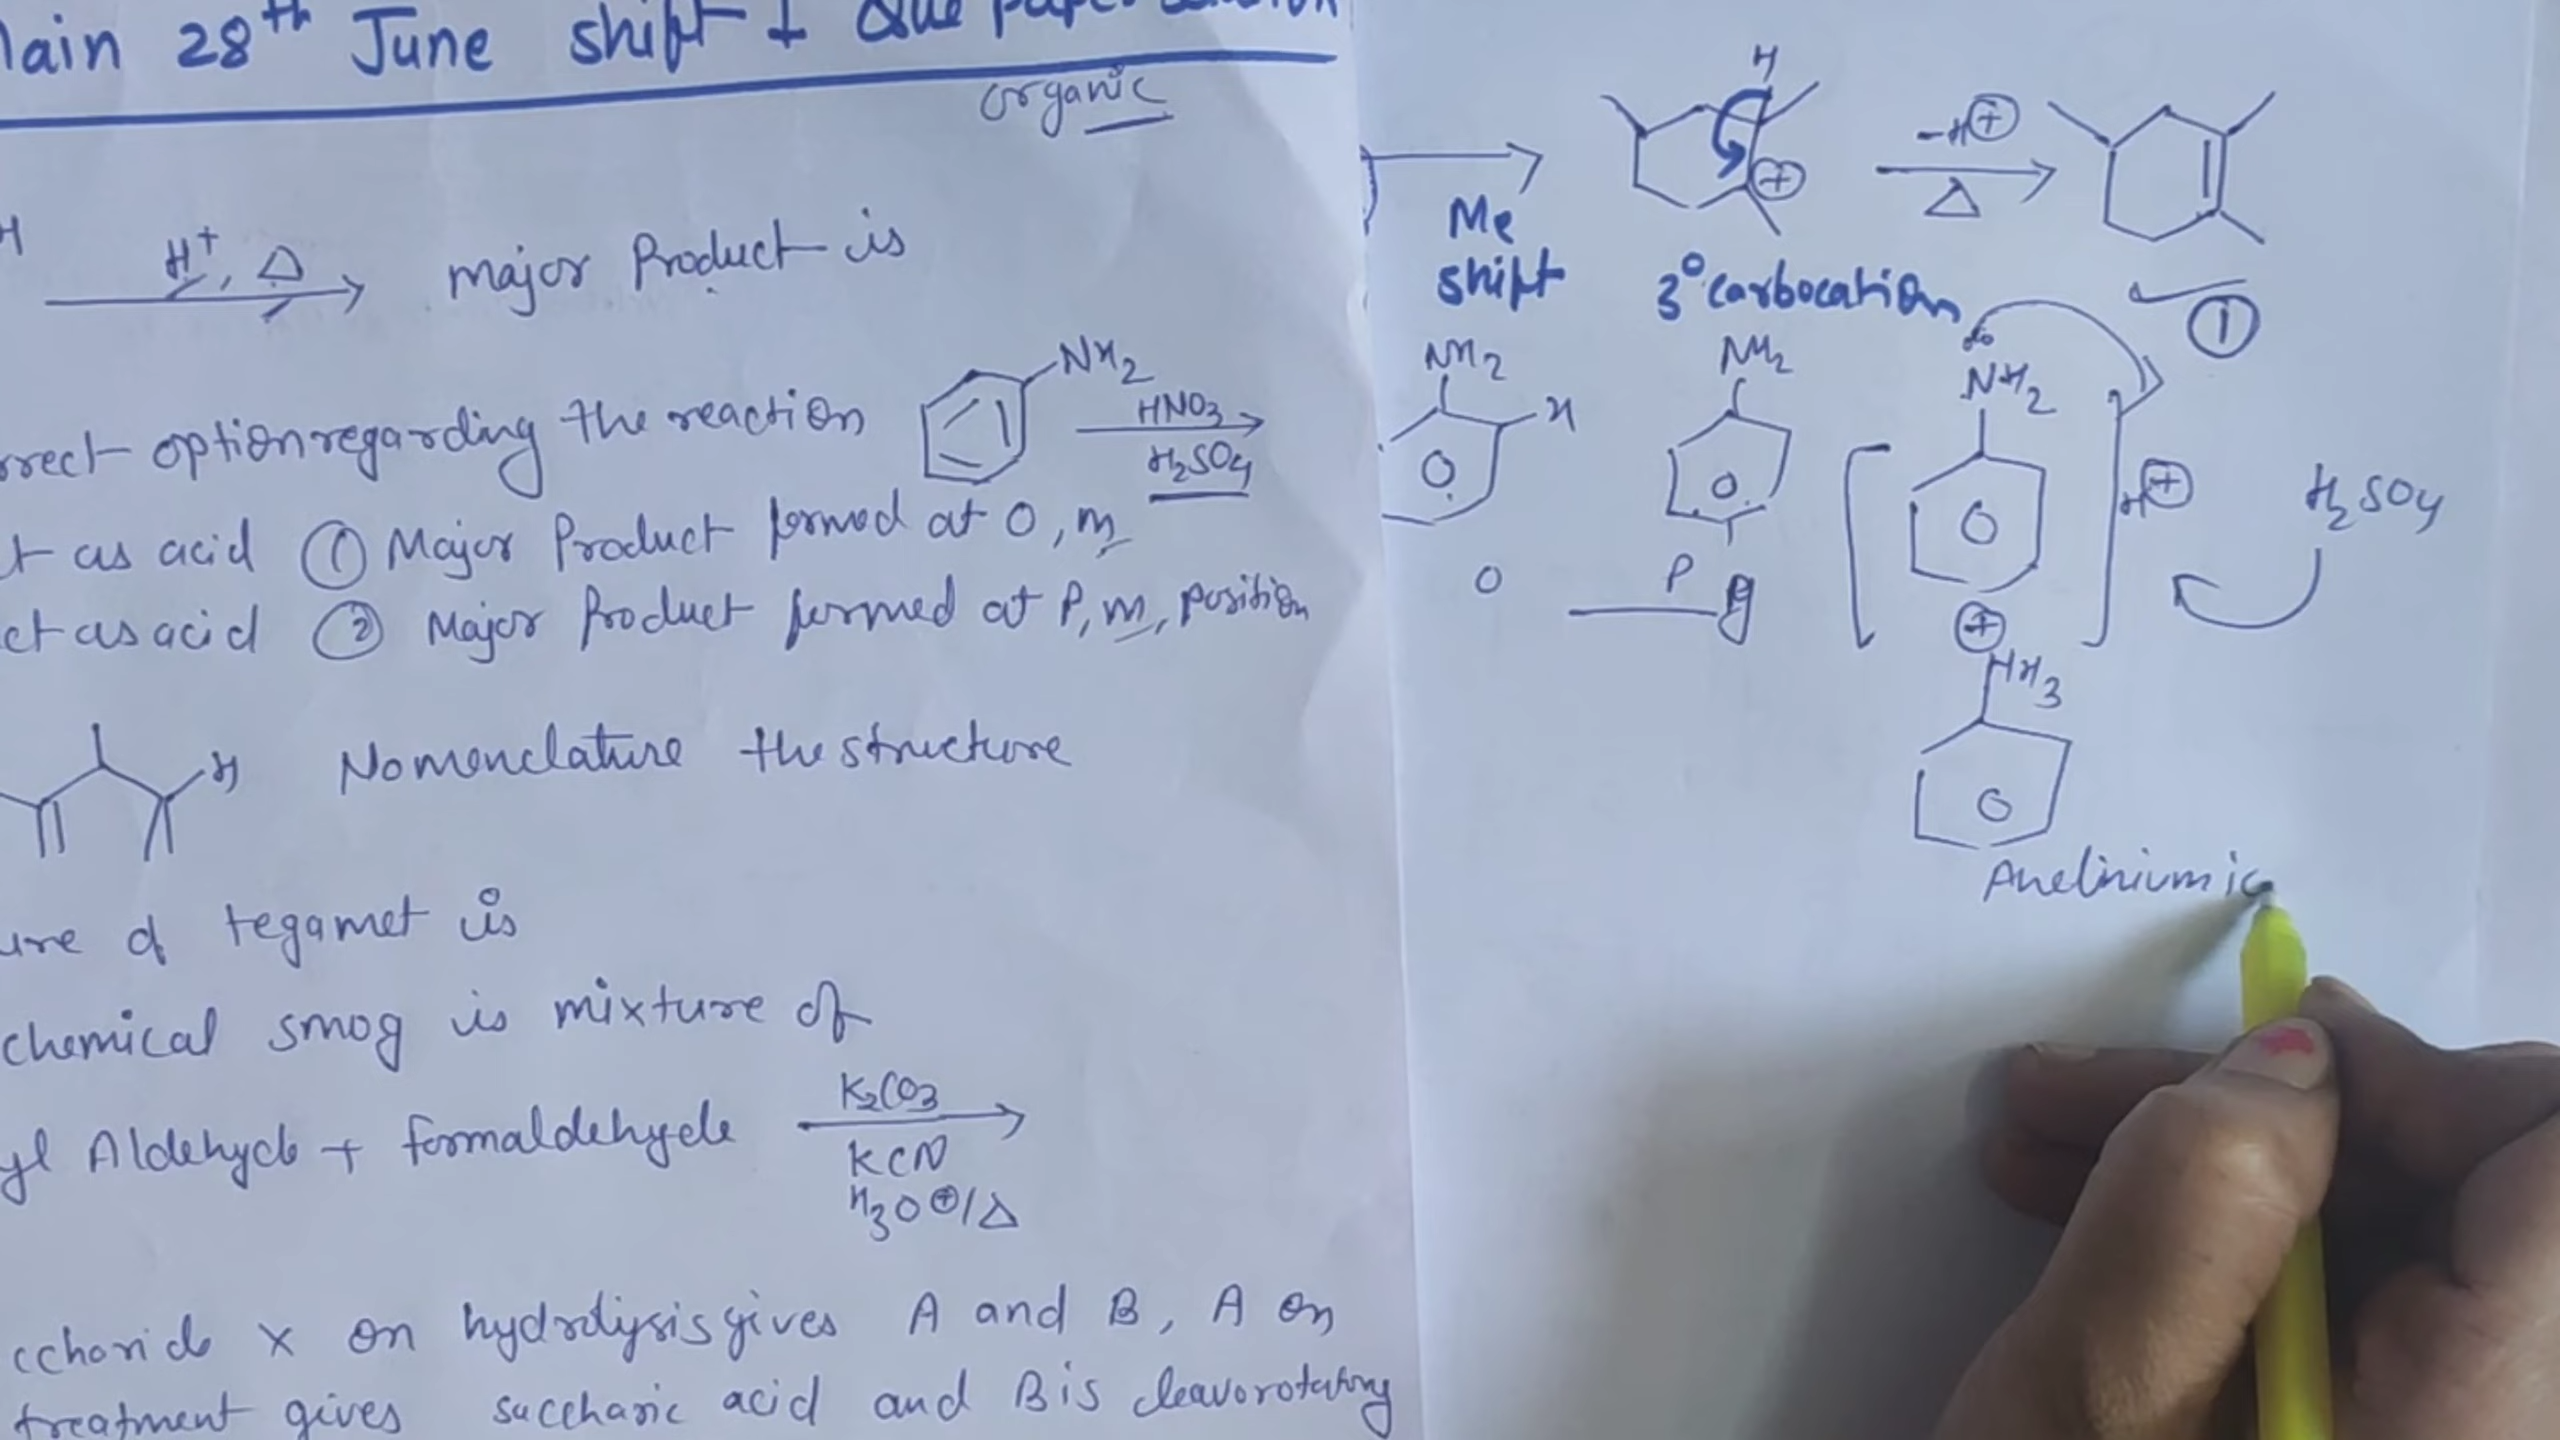 Main 28th June shift 1 Que paper solution
organic
H
H+, Δ
major Product is
rrect option regarding the reaction
NH2
HNO3
H2SO4
t as acid ① Major Product formed at O, m
ct as acid ② Major Product formed at P, m, position
H
Nomenclature the structure
ure of tegamet is
chemical smog is mixture of
yl Aldehyde + formaldehyde
K2CO3
KCN
H3O⊕/Δ
ccharide x on hydrolysis gives A and B, A on
treatment gives saccharic acid and B is cleavorotatory
Me
shift
H
⊕
3° carbocation
-H⊕
Δ
①
NH2
O
NH2
P
NH2
H⊕
H2SO4
⊕
NH3
Anelinium io